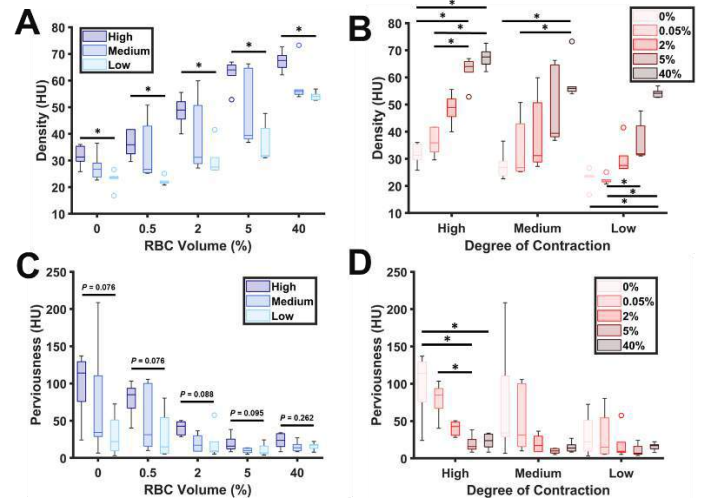 A
High
Medium
Low
Density (HU)
80
70
60
50
40
30
20
10
*
*
*
*
*
0
0.5
2
5
40
RBC Volume (%)
B
0%
0.05%
2%
5%
40%
Density (HU)
80
70
60
50
40
30
20
10
*
*
*
*
*
*
*
*
*
High
Medium
Low
Degree of Contraction
C
High
Medium
Low
Perviousness (HU)
250
200
150
100
50
0
P = 0.076
P = 0.076
P = 0.088
P = 0.095
P = 0.262
0
0.5
2
5
40
RBC Volume (%)
D
0%
0.05%
2%
5%
40%
Perviousness (HU)
250
200
150
100
50
0
*
*
*
High
Medium
Low
Degree of Contraction